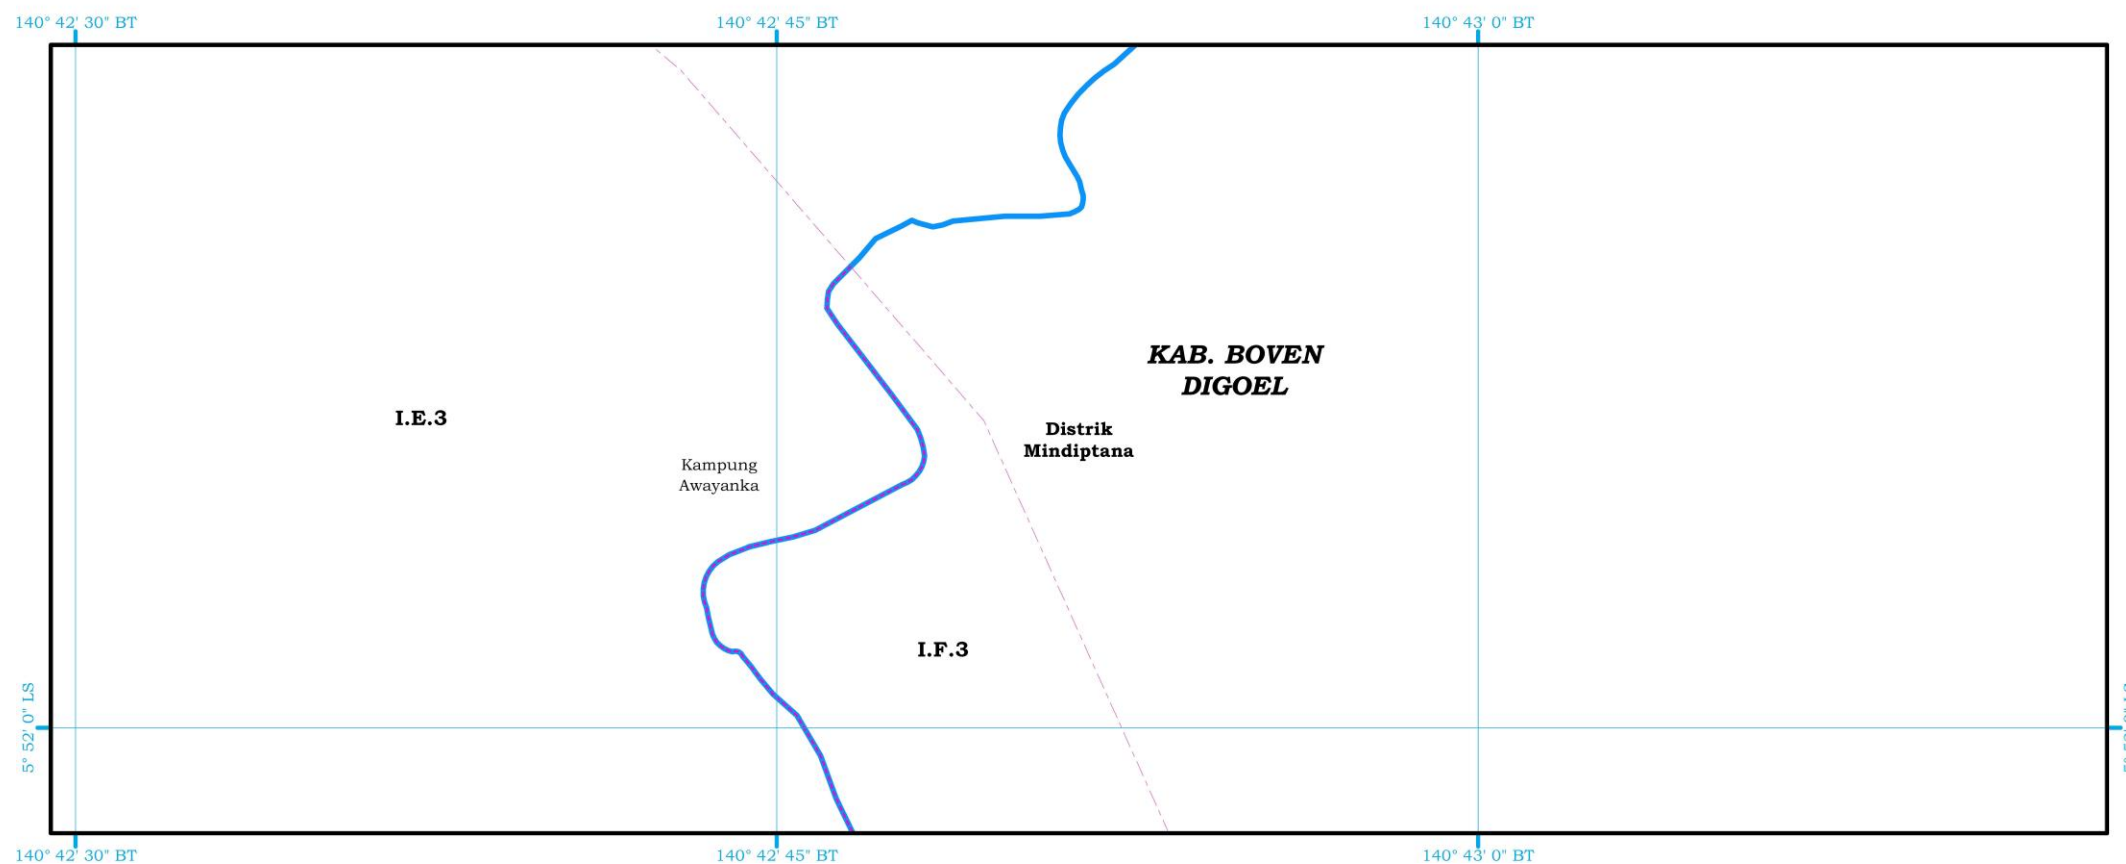 140° 42' 30" BT
140° 42' 45" BT
140° 43' 0" BT
KAB. BOVEN
DIGOEL
I.E.3
Distrik
Mindiptana
Kampung
Awayanka
I.F.3
5° 52' 0" LS
140° 42' 30" BT
140° 42' 45" BT
140° 43' 0" BT